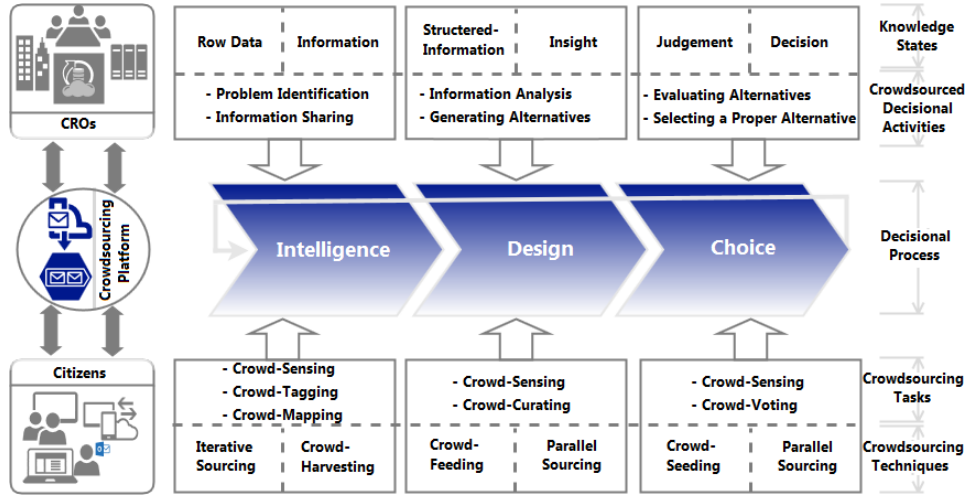 CROs
Crowdsourcing
Platform
Citizens
Row Data
Information
Structered-
Information
Insight
Judgement
Decision
Knowledge
States
- Problem Identification
- Information Sharing
- Information Analysis
- Generating Alternatives
- Evaluating Alternatives
- Selecting a Proper Alternative
Crowdsourced
Decisional
Activities
Intelligence
Design
Choice
Decisional
Process
- Crowd-Sensing
- Crowd-Tagging
- Crowd-Mapping
- Crowd-Sensing
- Crowd-Curating
- Crowd-Sensing
- Crowd-Voting
Crowdsourcing
Tasks
Iterative
Sourcing
Crowd-
Harvesting
Crowd-
Feeding
Parallel
Sourcing
Crowd-
Seeding
Parallel
Sourcing
Crowdsourcing
Techniques